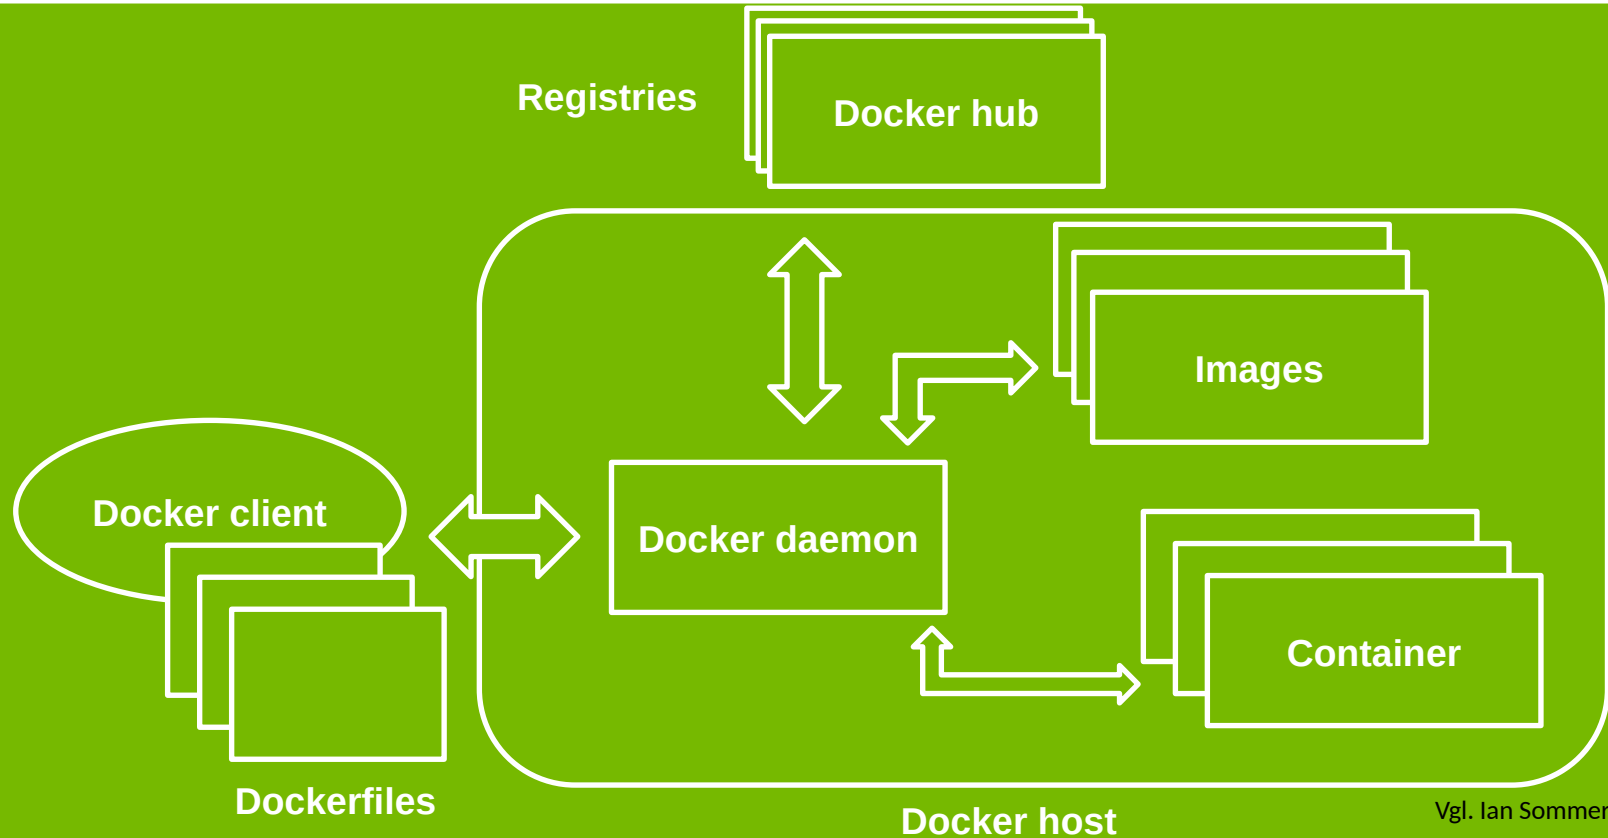 Registries
Docker hub
Images
Docker client
Docker daemon
Container
Dockerfiles
Docker host
Vgl. Ian Sommer